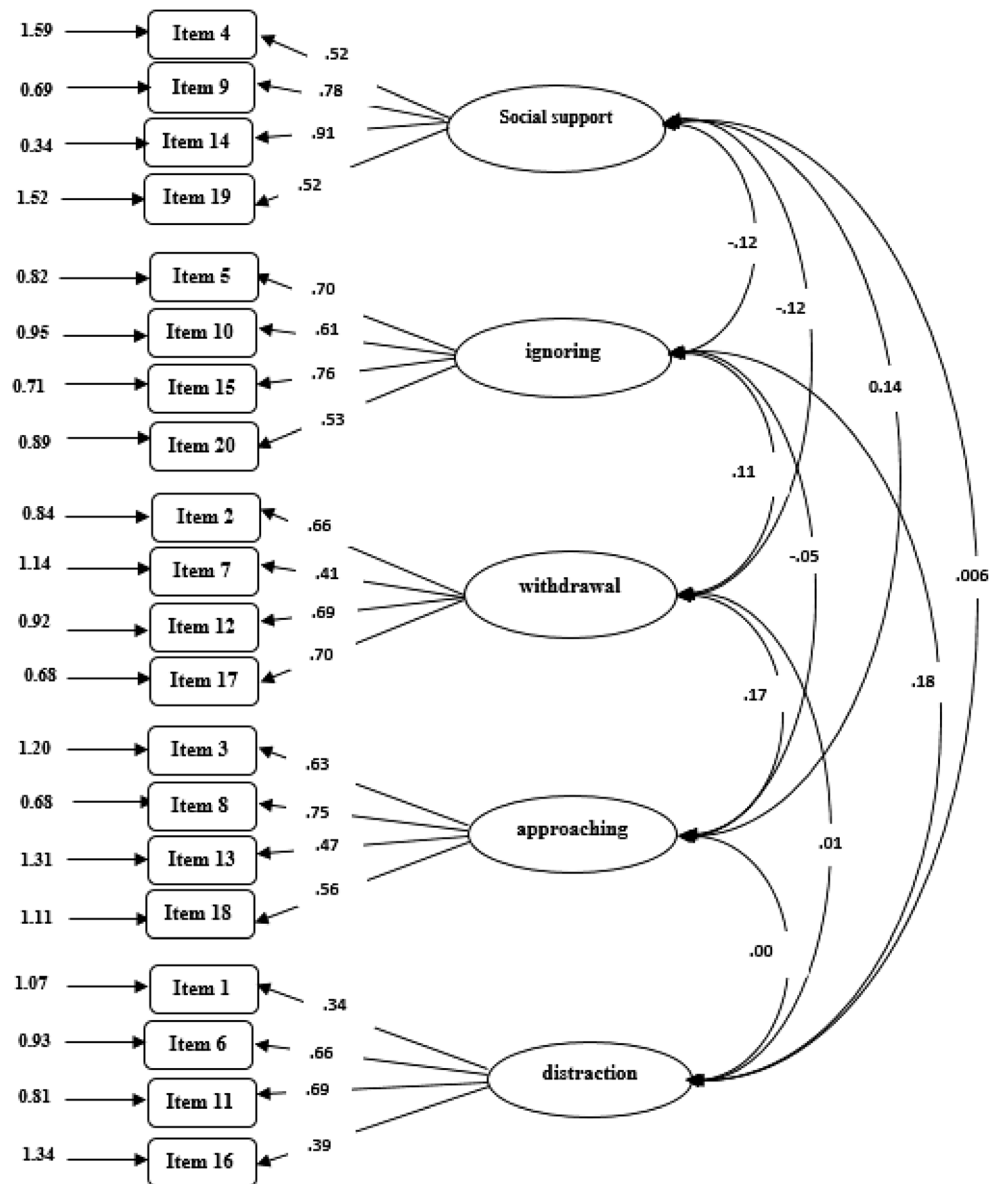 1.59 Item 4 .52
0.69 Item 9 .78
0.34 Item 14 .91
1.52 Item 19 .52
Social support
-.12
-.12
0.14
.006
0.82 Item 5 .70
0.95 Item 10 .61
0.71 Item 15 .76
0.89 Item 20 .53
ignoring
.11
-.05
.18
0.84 Item 2 .66
1.14 Item 7 .41
0.92 Item 12 .69
0.68 Item 17 .70
withdrawal
.17
.01
1.20 Item 3 .63
0.68 Item 8 .75
1.31 Item 13 .47
1.11 Item 18 .56
approaching
.00
1.07 Item 1 .34
0.93 Item 6 .66
0.81 Item 11 .69
1.34 Item 16 .39
distraction